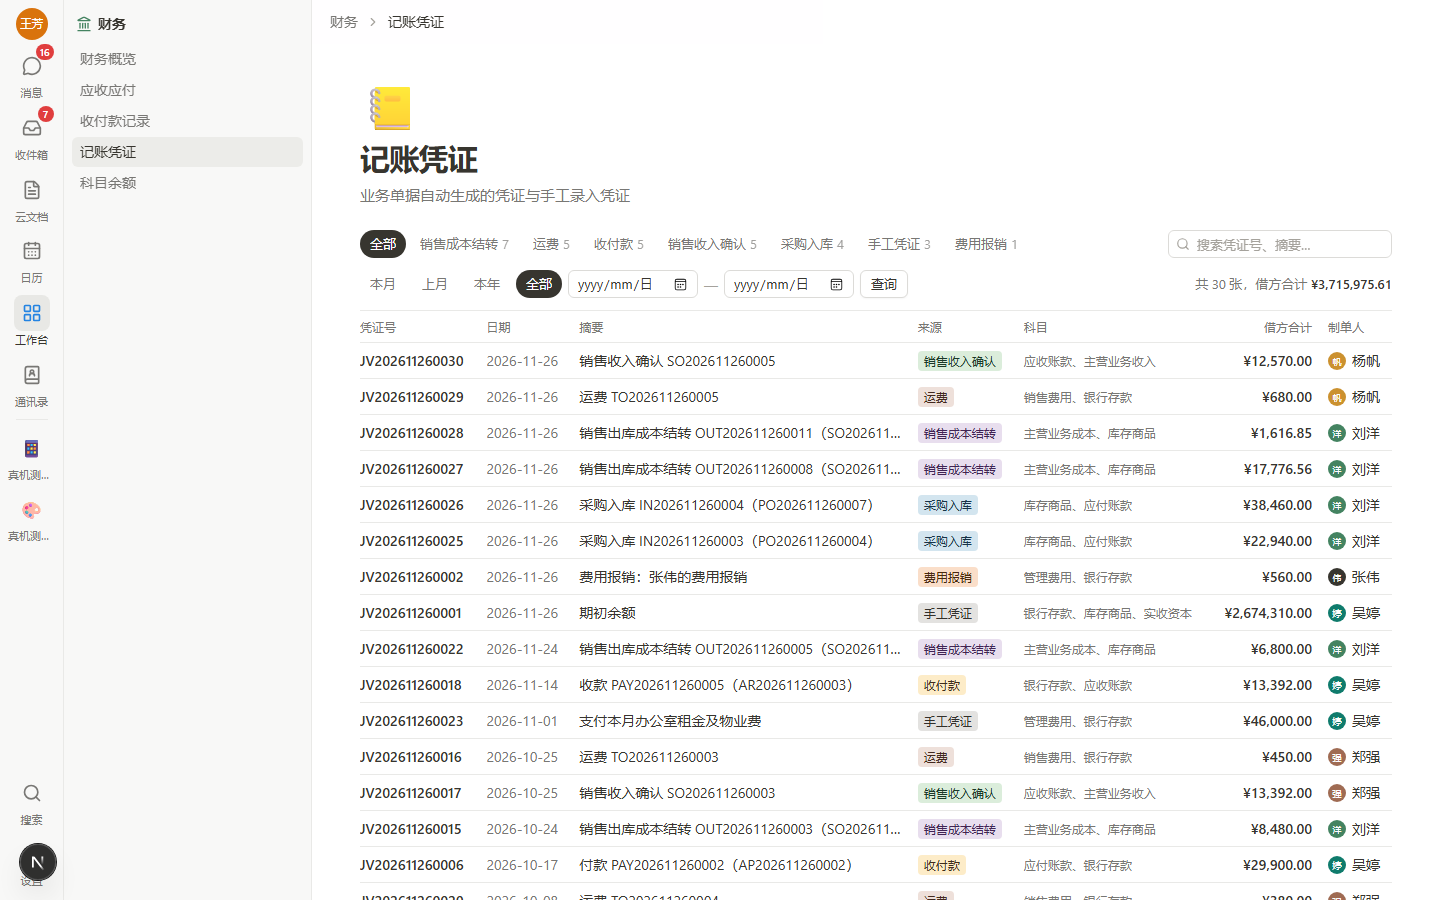 王芳
16
消息
7
收件箱
云文档
日历
工作台
通讯录
真机测...
真机测...
搜索
N
财务
财务概览
应收应付
收付款记录
记账凭证
科目余额
财务 > 记账凭证
记账凭证
业务单据自动生成的凭证与手工录入凭证
全部 销售成本结转 7 运费 5 收付款 5 销售收入确认 5 采购入库 4 手工凭证 3 费用报销 1 搜索凭证号、摘要...
本月 上月 本年 全部 yyyy/mm/日 — yyyy/mm/日 查询 共 30 张，借方合计 ¥3,715,975.61
凭证号 日期 摘要 来源 科目 借方合计 制单人
JV202611260030 2026-11-26 销售收入确认 SO202611260005 销售收入确认 应收账款、主营业务收入 ¥12,570.00 帆 杨帆
JV202611260029 2026-11-26 运费 TO202611260005 运费 销售费用、银行存款 ¥680.00 帆 杨帆
JV202611260028 2026-11-26 销售出库成本结转 OUT202611260011（SO202611... 销售成本结转 主营业务成本、库存商品 ¥1,616.85 洋 刘洋
JV202611260027 2026-11-26 销售出库成本结转 OUT202611260008（SO202611... 销售成本结转 主营业务成本、库存商品 ¥17,776.56 洋 刘洋
JV202611260026 2026-11-26 采购入库 IN202611260004（PO202611260007） 采购入库 库存商品、应付账款 ¥38,460.00 洋 刘洋
JV202611260025 2026-11-26 采购入库 IN202611260003（PO202611260004） 采购入库 库存商品、应付账款 ¥22,940.00 洋 刘洋
JV202611260002 2026-11-26 费用报销：张伟的费用报销 费用报销 管理费用、银行存款 ¥560.00 伟 张伟
JV202611260001 2026-11-26 期初余额 手工凭证 银行存款、库存商品、实收资本 ¥2,674,310.00 婷 吴婷
JV202611260022 2026-11-24 销售出库成本结转 OUT202611260005（SO202611... 销售成本结转 主营业务成本、库存商品 ¥6,800.00 洋 刘洋
JV202611260018 2026-11-14 收款 PAY202611260005（AR202611260003） 收付款 银行存款、应收账款 ¥13,392.00 婷 吴婷
JV202611260023 2026-11-01 支付本月办公室租金及物业费 手工凭证 管理费用、银行存款 ¥46,000.00 婷 吴婷
JV202611260016 2026-10-25 运费 TO202611260003 运费 销售费用、银行存款 ¥450.00 强 郑强
JV202611260017 2026-10-25 销售收入确认 SO202611260003 销售收入确认 应收账款、主营业务收入 ¥13,392.00 强 郑强
JV202611260015 2026-10-24 销售出库成本结转 OUT202611260003（SO202611... 销售成本结转 主营业务成本、库存商品 ¥8,480.00 洋 刘洋
JV202611260006 2026-10-17 付款 PAY202611260002（AP202611260002） 收付款 应付账款、银行存款 ¥29,900.00 婷 吴婷